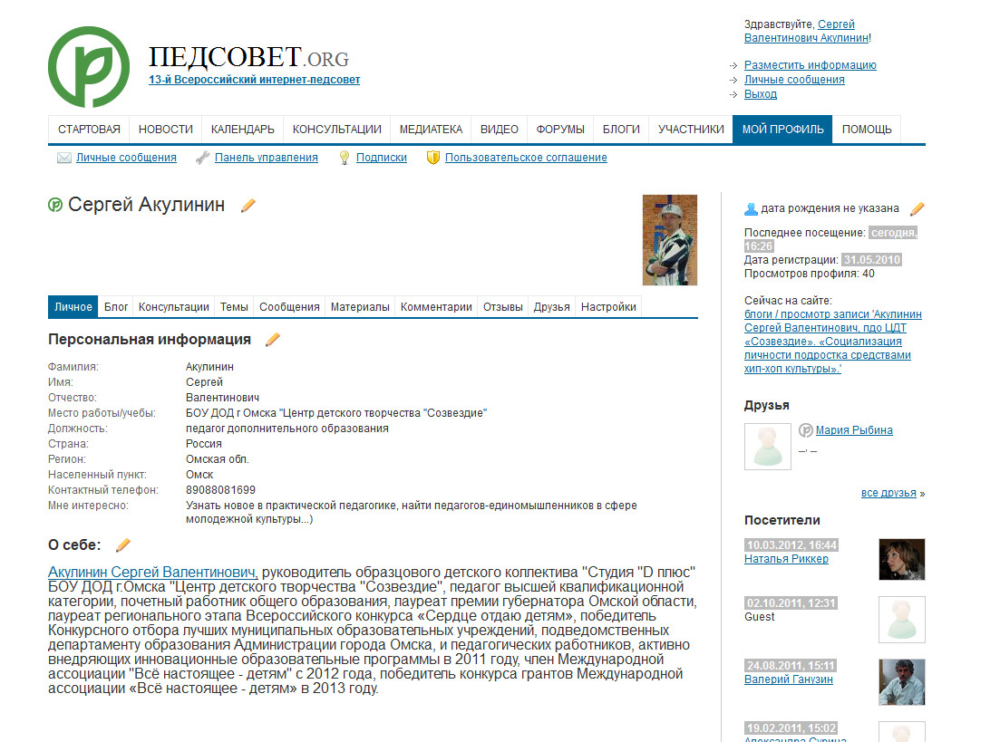 ПЕДСОВЕТ.ORG
13-й Всероссийский интернет-педсовет
Здравствуйте, Сергей
Валентинович Акулинин!
Разместить информацию
Личные сообщения
Выход
СТАРТОВАЯ НОВОСТИ КАЛЕНДАРЬ КОНСУЛЬТАЦИИ МЕДИАТЕКА ВИДЕО ФОРУМЫ БЛОГИ УЧАСТНИКИ МОЙ ПРОФИЛЬ ПОМОЩЬ
Личные сообщения Панель управления Подписки Пользовательское соглашение
Сергей Акулинин
Личное Блог Консультации Темы Сообщения Материалы Комментарии Отзывы Друзья Настройки
Персональная информация
Фамилия: Акулинин
Имя: Сергей
Отчество: Валентинович
Место работы/учебы: БОУ ДОД г Омска "Центр детского творчества "Созвездие"
Должность: педагог дополнительного образования
Страна: Россия
Регион: Омская обл.
Населенный пункт: Омск
Контактный телефон: 89088081699
Мне интересно: Узнать новое в практической педагогике, найти педагогов-единомышленников в сфере
молодежной культуры...)
О себе:
Акулинин Сергей Валентинович, руководитель образцового детского коллектива "Студия "D плюс"
БОУ ДОД г.Омска "Центр детского творчества "Созвездие", педагог высшей квалификационной
категории, почетный работник общего образования, лауреат премии губернатора Омской области,
лауреат регионального этапа Всероссийского конкурса «Сердце отдаю детям», победитель
Конкурсного отбора лучших муниципальных образовательных учреждений, подведомственных
департаменту образования Администрации города Омска, и педагогических работников, активно
внедряющих инновационные образовательные программы в 2011 году, член Международной
ассоциации "Всё настоящее - детям" с 2012 года, победитель конкурса грантов Международной
ассоциации «Всё настоящее - детям» в 2013 году.
дата рождения не указана
Последнее посещение: сегодня,
16:26
Дата регистрации: 31.05.2010
Просмотров профиля: 40
Сейчас на сайте:
блоги / просмотр записи 'Акулинин
Сергей Валентинович, пдо ЦДТ
«Созвездие». «Социализация
личности подростка средствами
хип-хоп культуры».'
Друзья
Мария Рыбина
_, _
все друзья »
Посетители
10.03.2012, 16:44
Наталья Риккер
02.10.2011, 12:31
Guest
24.08.2011, 15:11
Валерий Ганузин
19.02.2011, 15:02
Александра Сурина